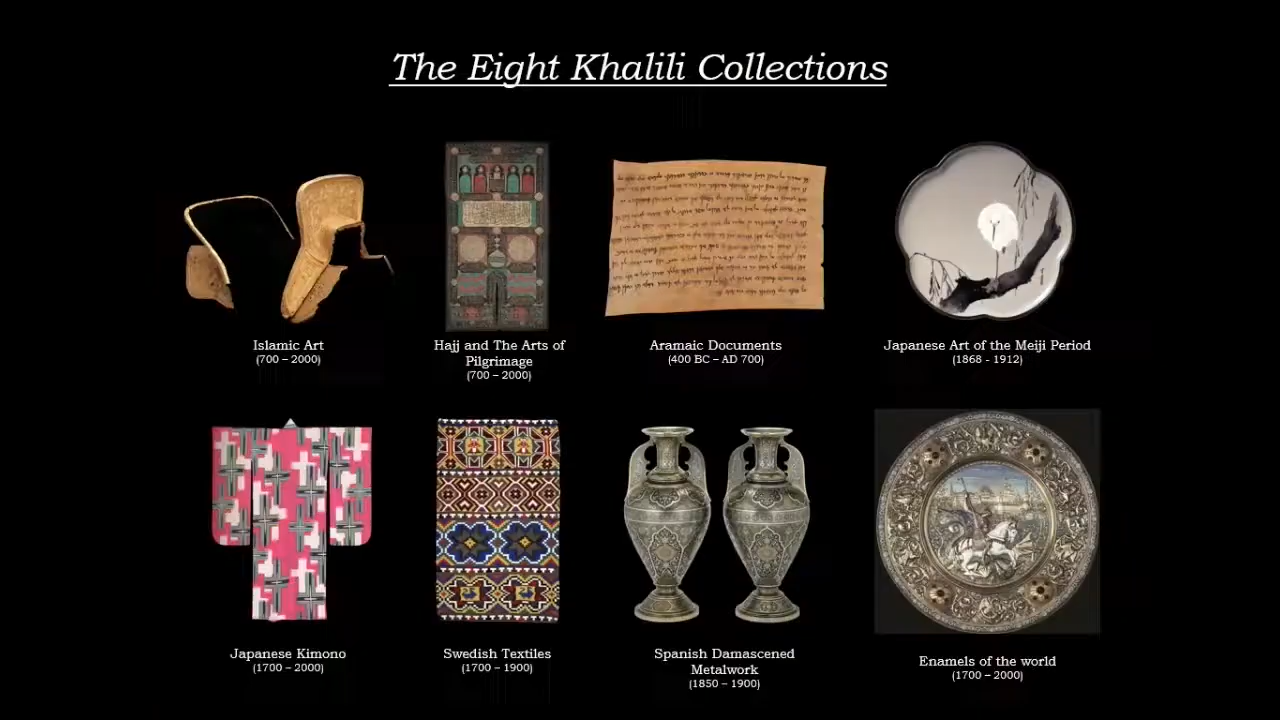 The Eight Khalili Collections
Islamic Art
(700 – 2000)
Hajj and The Arts of
Pilgrimage
(700 – 2000)
Aramaic Documents
(400 BC – AD 700)
Japanese Art of the Meiji Period
(1868 - 1912)
Japanese Kimono
(1700 – 2000)
Swedish Textiles
(1700 – 1900)
Spanish Damascened
Metalwork
(1850 – 1900)
Enamels of the world
(1700 – 2000)